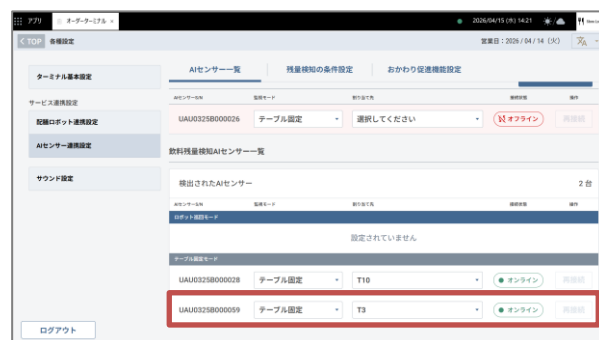 アプリ オーダーターミナル × 2026/04/15 (水) 14:21
< TOP 各種設定 営業日：2026 / 04 / 14 （火）
AIセンサー一覧 残量検知の条件設定 おかわり促進機能設定
ターミナル基本設定
サービス連携設定
配膳ロボット連携設定
AIセンサー連携設定
サウンド設定
ログアウト
AIセンサーS/N 監視モード 割り当て先 接続状態 操作
UAU0325B000026 テーブル固定 選択してください オフライン 再接続
飲料残量検知AIセンサー一覧
検出されたAIセンサー 2 台
AIセンサーS/N 監視モード 割り当て先 接続状態 操作
ロボット巡回モード
設定されていません
テーブル固定モード
UAU0325B000028 テーブル固定 T10 オンライン 再接続
UAU0325B000059 テーブル固定 T3 オンライン 再接続